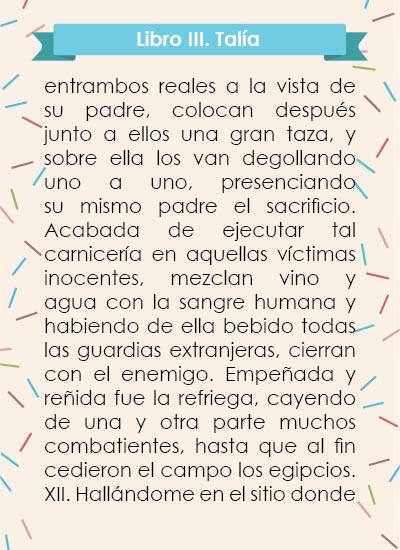 Libro III. Talía
entrambos reales a la vista de
su padre, colocan después
junto a ellos una gran taza, y
sobre ella los van degollando
uno a uno, presenciando
su mismo padre el sacrificio.
Acabada de ejecutar tal
carnicería en aquellas víctimas
inocentes, mezclan vino y
agua con la sangre humana y
habiendo de ella bebido todas
las guardias extranjeras, cierran
con el enemigo. Empeñada y
reñida fue la refriega, cayendo
de una y otra parte muchos
combatientes, hasta que al fin
cedieron el campo los egipcios.
XII. Hallándome en el sitio donde